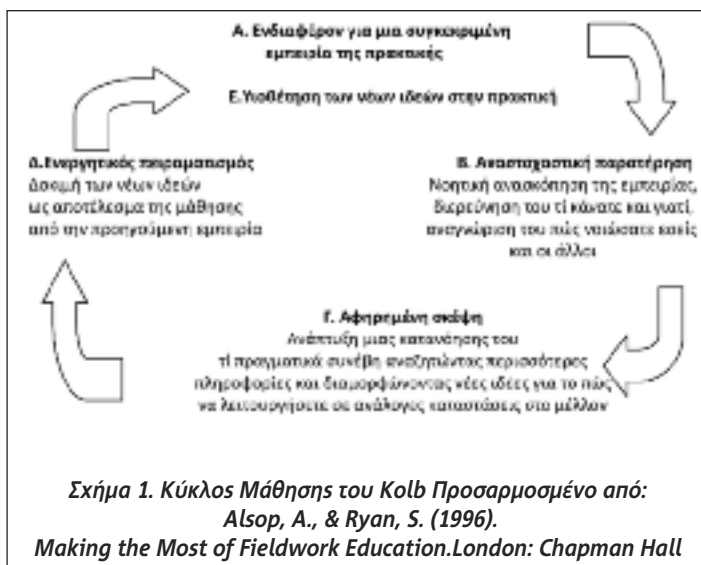 Α. Ενδιαφέρον για μια συγκεκριμένη
εμπειρία της πρακτικής
Ε.Υιοθέτηση των νέων ιδεών στην πρακτική
Δ.Ενεργητικός πειραματισμός
Δοκιμή των νέων ιδεών
ως αποτέλεσμα της μάθησης
από την προηγούμενη εμπειρία
Β. Αναστοχαστική παρατήρηση
Νοητική ανασκόπηση της εμπειρίας,
διερεύνηση του τί κάνατε και γιατί,
αναγνώριση του πώς νοιώσατε εσείς
και οι άλλοι
Γ. Αφηρημένη σκέψη
Ανάπτυξη μιας κατανόησης του
τί πραγματικά συνέβη αναζητώντας περισσότερες
πληροφορίες και διαμορφώνοντας νέες ιδέες για το πώς
να λειτουργήσετε σε ανάλογες καταστάσεις στο μέλλον
Σχήμα 1. Κύκλος Μάθησης του Kolb Προσαρμοσμένο από:
Alsop, A., & Ryan, S. (1996).
Making the Most of Fieldwork Education.London: Chapman Hall